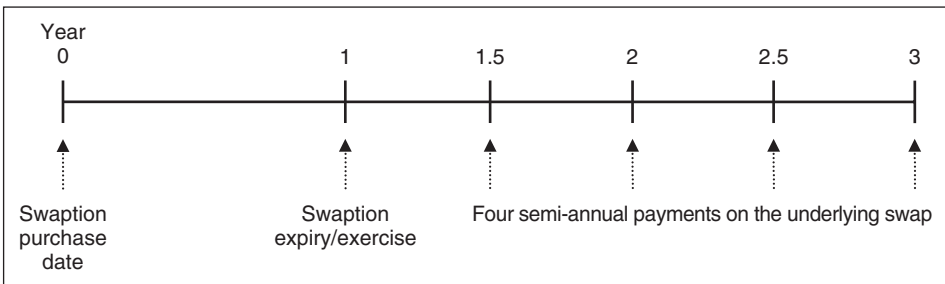 Year
0 1 1.5 2 2.5 3
Swaption purchase date
Swaption expiry/exercise
Four semi-annual payments on the underlying swap